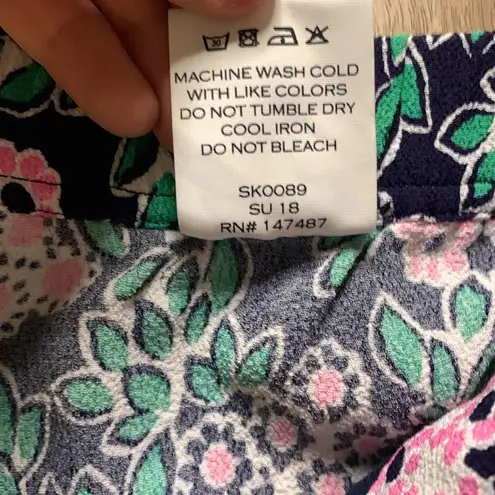 30
MACHINE WASH COLD
WITH LIKE COLORS
DO NOT TUMBLE DRY
COOL IRON
DO NOT BLEACH
SK0089
SU 18
RN# 147487